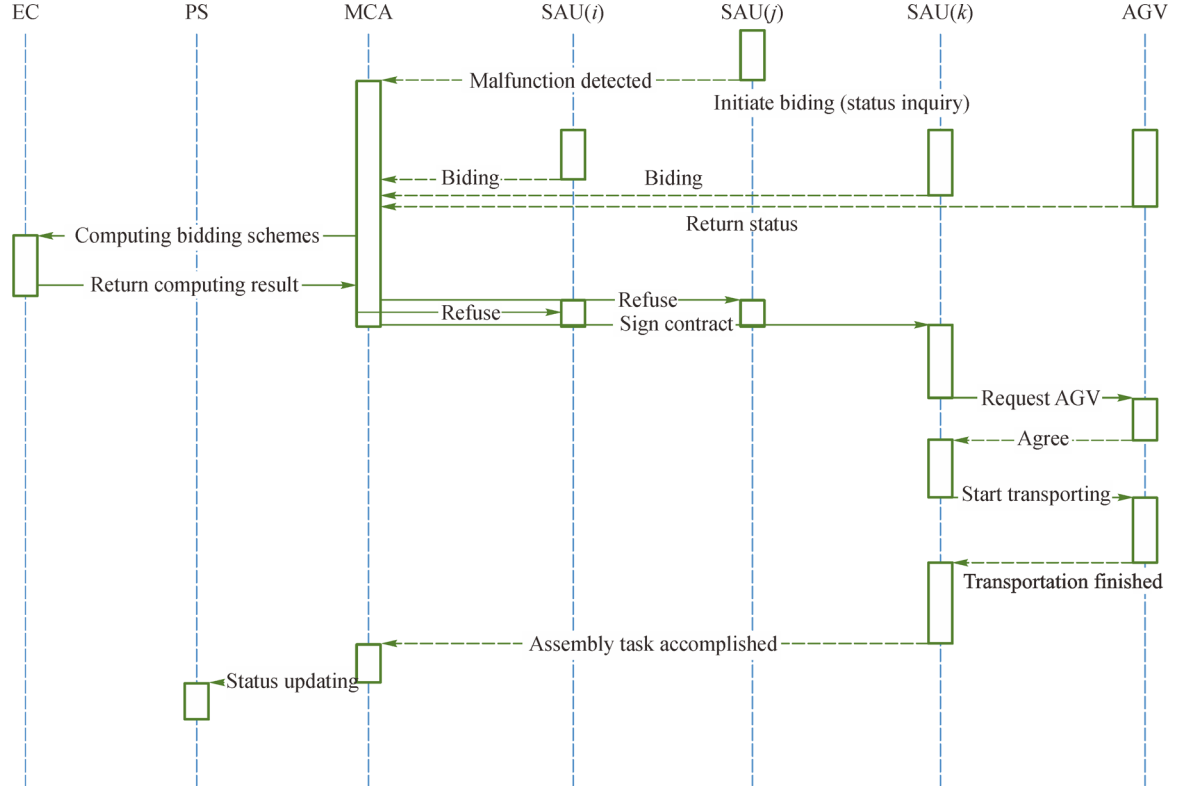 EC PS MCA SAU(i) SAU(j) SAU(k) AGV
Malfunction detected
Initiate biding (status inquiry)
Biding Biding
Return status
Computing bidding schemes
Return computing result
Refuse
Refuse
Sign contract
Request AGV
Agree
Start transporting
Transportation finished
Assembly task accomplished
Status updating